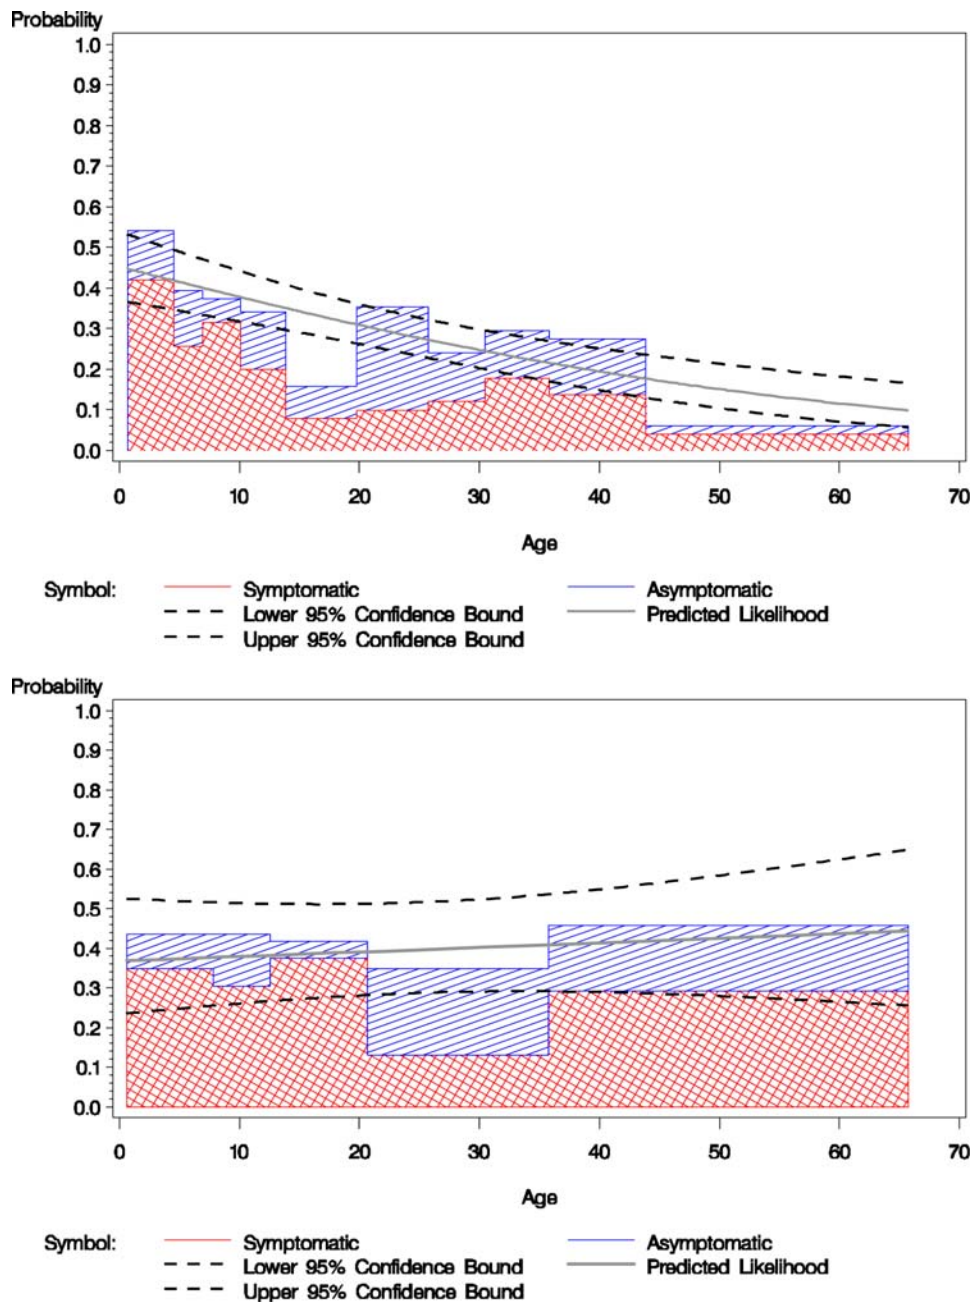 Probability
1.0
0.9
0.8
0.7
0.6
0.5
0.4
0.3
0.2
0.1
0.0
0 10 20 30 40 50 60 70
Age
Symbol: Symptomatic Asymptomatic
Lower 95% Confidence Bound Predicted Likelihood
Upper 95% Confidence Bound
Probability
1.0
0.9
0.8
0.7
0.6
0.5
0.4
0.3
0.2
0.1
0.0
0 10 20 30 40 50 60 70
Age
Symbol: Symptomatic Asymptomatic
Lower 95% Confidence Bound Predicted Likelihood
Upper 95% Confidence Bound